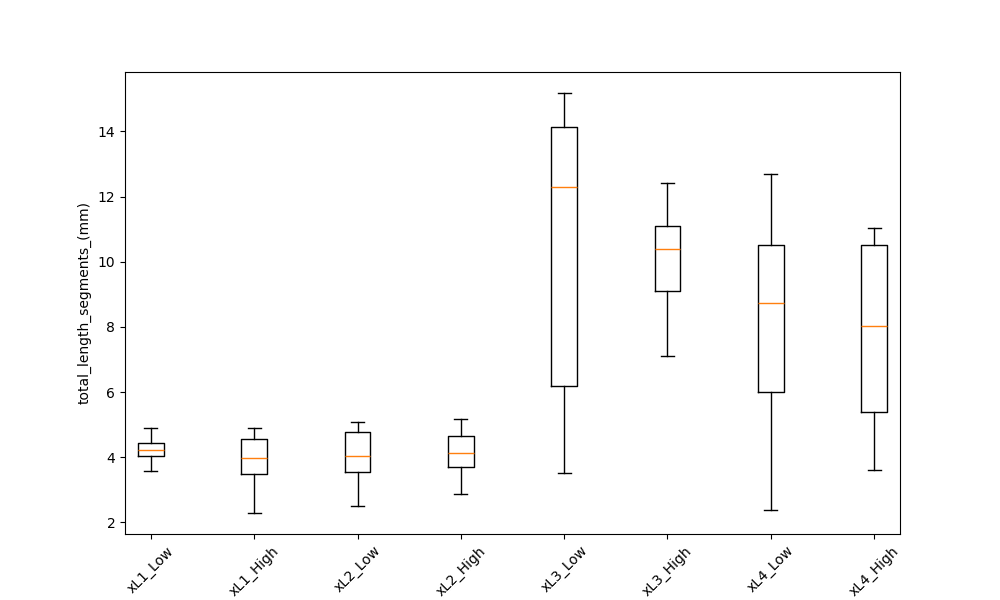 total_length_segments_(mm)
14
12
10
8
6
4
2
xL1_Low
xL1_High
xL2_Low
xL2_High
xL3_Low
xL3_High
xL4_Low
xL4_High